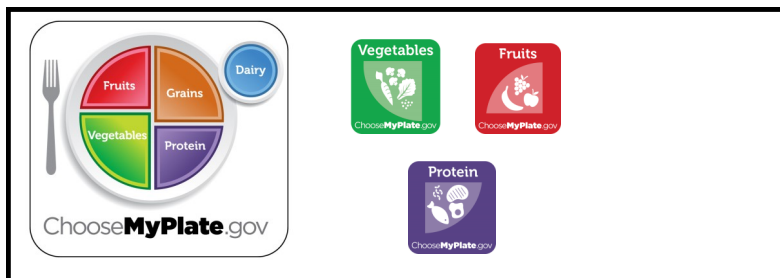 Fruits
Grains
Dairy
Vegetables
Protein
ChooseMyPlate.gov
Vegetables
ChooseMyPlate.gov
Fruits
ChooseMyPlate.gov
Protein
ChooseMyPlate.gov